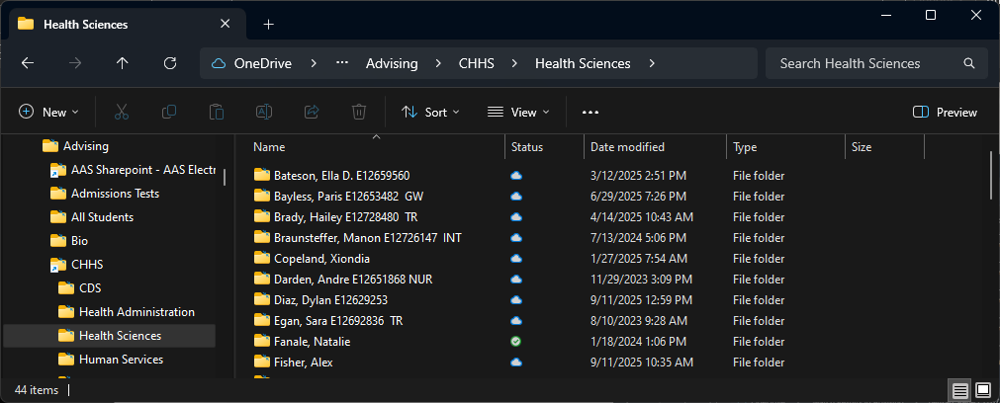 Health Sciences
OneDrive > ... Advising > CHHS > Health Sciences >
Search Health Sciences
New Sort View ... Preview
Advising
AAS Sharepoint - AAS Electr
Admissions Tests
All Students
Bio
CHHS
CDS
Health Administration
Health Sciences
Human Services
Name Status Date modified Type Size
Bateson, Ella D. E12659560 3/12/2025 2:51 PM File folder
Bayless, Paris E12653482  GW 6/29/2025 7:26 PM File folder
Brady, Hailey E12728480  TR 4/14/2025 10:43 AM File folder
Braunsteffer, Manon E12726147  INT 7/13/2024 5:06 PM File folder
Copeland, Xiondia 1/27/2025 7:54 AM File folder
Darden, Andre E12651868 NUR 11/29/2023 3:09 PM File folder
Diaz, Dylan E12629253 9/11/2025 12:59 PM File folder
Egan, Sara E12692836  TR 8/10/2023 9:28 AM File folder
Fanale, Natalie 1/18/2024 1:06 PM File folder
Fisher, Alex 9/11/2025 10:35 AM File folder
44 items